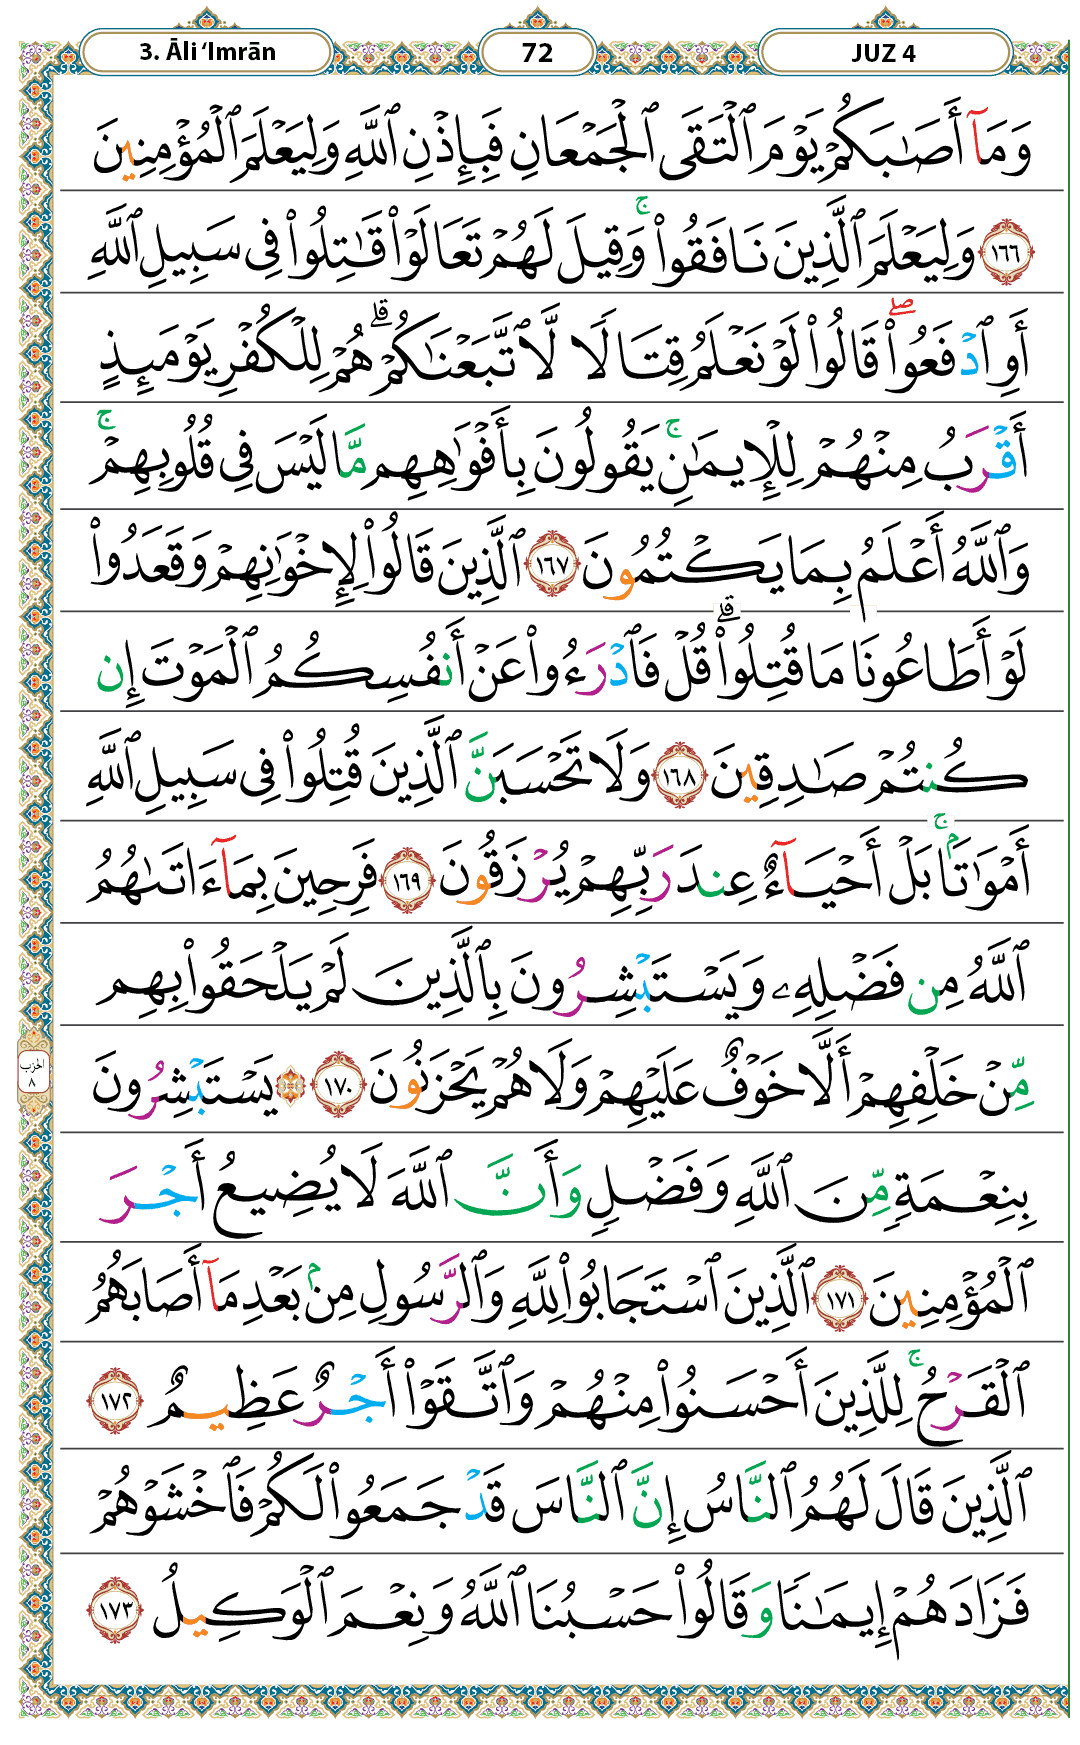 3. Āli ‘Imrān
72
JUZ 4
وَمَآ أَصَـٰبَكُمْ يَوْمَ ٱلْتَقَى ٱلْجَمْعَانِ فَبِإِذْنِ ٱللَّهِ وَلِيَعْلَمَ ٱلْمُؤْمِنِينَ
١٦٦ وَلِيَعْلَمَ ٱلَّذِينَ نَافَقُوا۟ ۚ وَقِيلَ لَهُمْ تَعَالَوْا۟ قَـٰتِلُوا۟ فِى سَبِيلِ ٱللَّهِ
أَوِ ٱدْفَعُوا۟ ۖ قَالُوا۟ لَوْ نَعْلَمُ قِتَالًا لَّٱتَّبَعْنَـٰكُمْ ۗ هُمْ لِلْكُفْرِ يَوْمَئِذٍ
أَقْرَبُ مِنْهُمْ لِلْإِيمَـٰنِ ۚ يَقُولُونَ بِأَفْوَٰهِهِم مَّا لَيْسَ فِى قُلُوبِهِمْ ۚ
وَٱللَّهُ أَعْلَمُ بِمَا يَكْتُمُونَ ١٦٧ ٱلَّذِينَ قَالُوا۟ لِإِخْوَٰنِهِمْ وَقَعَدُوا۟
لَوْ أَطَاعُونَا مَا قُتِلُوا۟ ۗ قُلْ فَٱدْرَءُوا۟ عَنْ أَنفُسِكُمُ ٱلْمَوْتَ إِن
كُنتُمْ صَـٰدِقِينَ ١٦٨ وَلَا تَحْسَبَنَّ ٱلَّذِينَ قُتِلُوا۟ فِى سَبِيلِ ٱللَّهِ
أَمْوَٰتًۢا ۚ بَلْ أَحْيَآءٌ عِندَ رَبِّهِمْ يُرْزَقُونَ ١٦٩ فَرِحِينَ بِمَآ ءَاتَىٰهُمُ
ٱللَّهُ مِن فَضْلِهِۦ وَيَسْتَبْشِرُونَ بِٱلَّذِينَ لَمْ يَلْحَقُوا۟ بِهِم
مِّنْ خَلْفِهِمْ أَلَّا خَوْفٌ عَلَيْهِمْ وَلَا هُمْ يَحْزَنُونَ ١٧٠ ۞ يَسْتَبْشِرُونَ
الحزب
٨
بِنِعْمَةٍ مِّنَ ٱللَّهِ وَفَضْلٍ وَأَنَّ ٱللَّهَ لَا يُضِيعُ أَجْرَ
ٱلْمُؤْمِنِينَ ١٧١ ٱلَّذِينَ ٱسْتَجَابُوا۟ لِلَّهِ وَٱلرَّسُولِ مِنۢ بَعْدِ مَآ أَصَابَهُمُ
ٱلْقَرْحُ ۚ لِلَّذِينَ أَحْسَنُوا۟ مِنْهُمْ وَٱتَّقَوْا۟ أَجْرٌ عَظِيمٌ ١٧٢
ٱلَّذِينَ قَالَ لَهُمُ ٱلنَّاسُ إِنَّ ٱلنَّاسَ قَدْ جَمَعُوا۟ لَكُمْ فَٱخْشَوْهُمْ
فَزَادَهُمْ إِيمَـٰنًا وَقَالُوا۟ حَسْبُنَا ٱللَّهُ وَنِعْمَ ٱلْوَكِيلُ ١٧٣